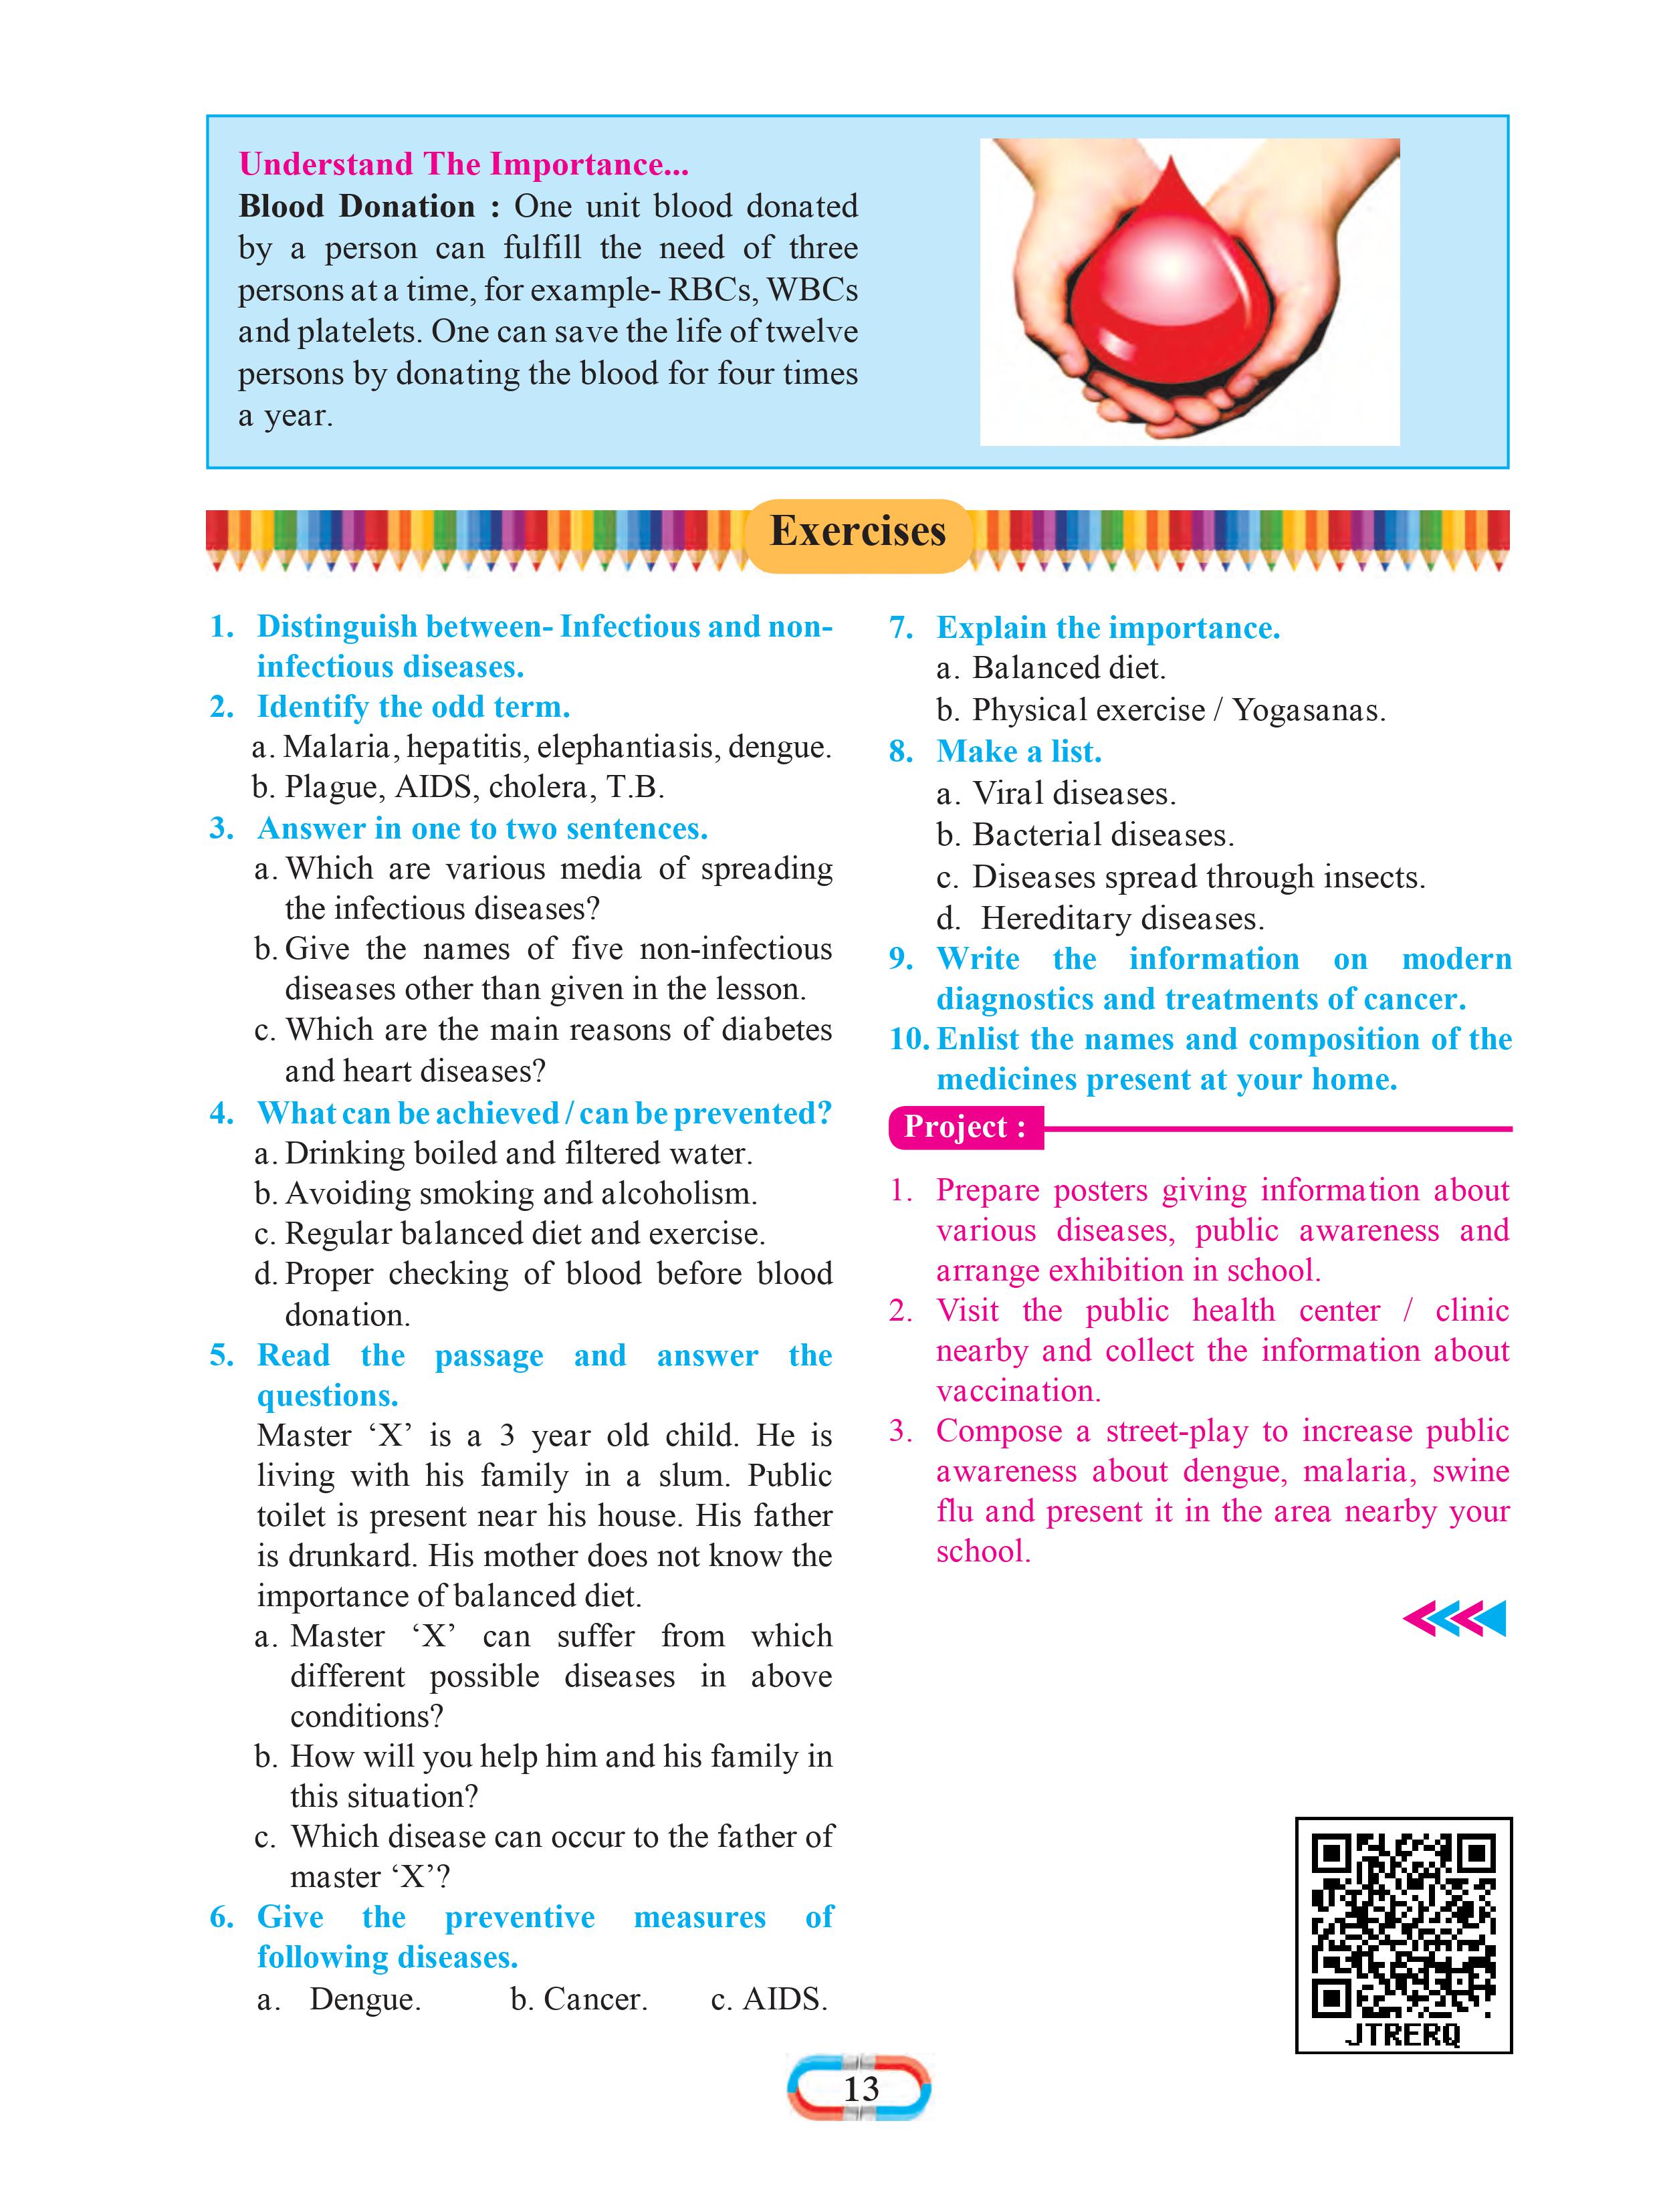 Understand The Importance...
Blood Donation : One unit blood donated
by a person can fulfill the need of three
persons at a time, for example- RBCs, WBCs
and platelets. One can save the life of twelve
persons by donating the blood for four times
a year.
Exercises
1. Distinguish between- Infectious and non-
infectious diseases.
2. Identify the odd term.
a. Malaria, hepatitis, elephantiasis, dengue.
b. Plague, AIDS, cholera, T.B.
3. Answer in one to two sentences.
a. Which are various media of spreading
the infectious diseases?
b. Give the names of five non-infectious
diseases other than given in the lesson.
c. Which are the main reasons of diabetes
and heart diseases?
4. What can be achieved / can be prevented?
a. Drinking boiled and filtered water.
b. Avoiding smoking and alcoholism.
c. Regular balanced diet and exercise.
d. Proper checking of blood before blood
donation.
5. Read the passage and answer the
questions.
Master ‘X’ is a 3 year old child. He is
living with his family in a slum. Public
toilet is present near his house. His father
is drunkard. His mother does not know the
importance of balanced diet.
a. Master ‘X’ can suffer from which
different possible diseases in above
conditions?
b. How will you help him and his family in
this situation?
c. Which disease can occur to the father of
master ‘X’?
6. Give the preventive measures of
following diseases.
a. Dengue. b. Cancer. c. AIDS.
7. Explain the importance.
a. Balanced diet.
b. Physical exercise / Yogasanas.
8. Make a list.
a. Viral diseases.
b. Bacterial diseases.
c. Diseases spread through insects.
d. Hereditary diseases.
9. Write the information on modern
diagnostics and treatments of cancer.
10. Enlist the names and composition of the
medicines present at your home.
Project :
1. Prepare posters giving information about
various diseases, public awareness and
arrange exhibition in school.
2. Visit the public health center / clinic
nearby and collect the information about
vaccination.
3. Compose a street-play to increase public
awareness about dengue, malaria, swine
flu and present it in the area nearby your
school.
JTRERQ
13